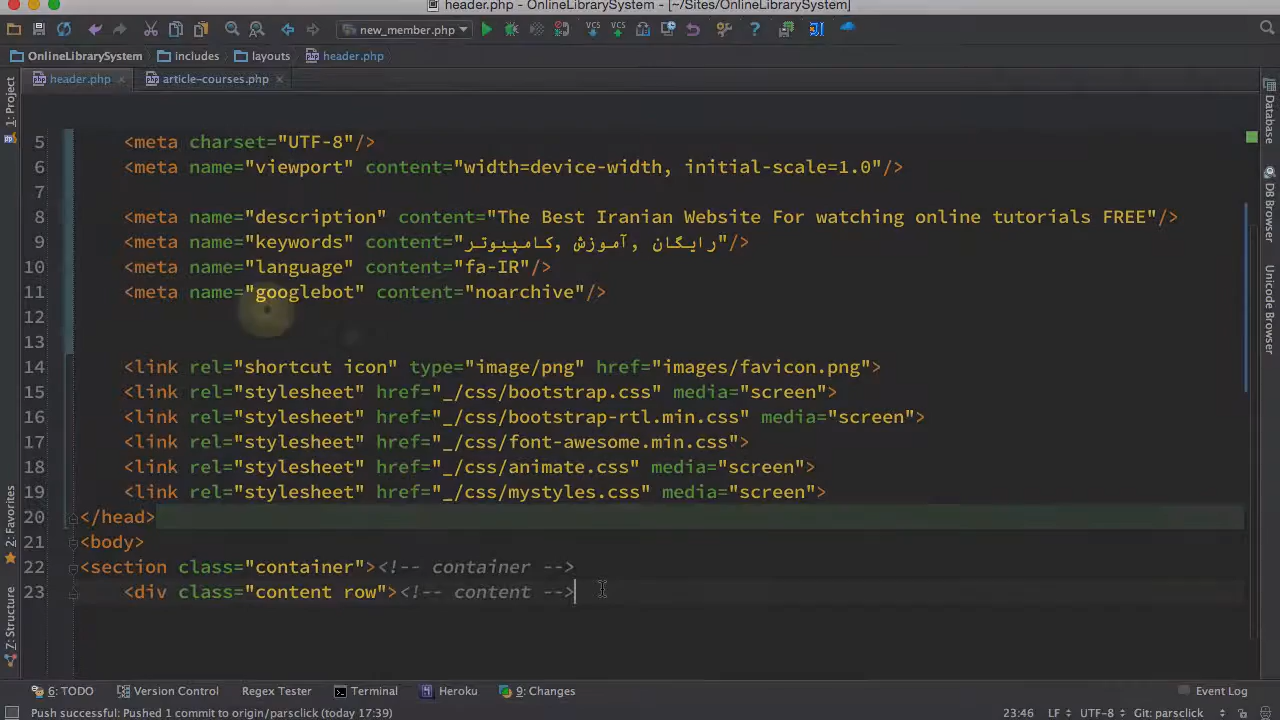 header.php - OnlineLibrarySystem - [~/Sites/OnlineLibrarySystem]
new_member.php
VCS VCS
OnlineLibrarySystem includes layouts header.php
header.php article-courses.php
1: Project
2: Favorites
Z: Structure
Database
DB Browser
Unicode Browser
5 <meta charset="UTF-8"/>
6 <meta name="viewport" content="width=device-width, initial-scale=1.0"/>
7
8 <meta name="description" content="The Best Iranian Website For watching online tutorials FREE"/>
9 <meta name="keywords" content="رایگان ,آموزش ,کامپیوتر"/>
10 <meta name="language" content="fa-IR"/>
11 <meta name="googlebot" content="noarchive"/>
12
13
14 <link rel="shortcut icon" type="image/png" href="images/favicon.png">
15 <link rel="stylesheet" href="_/css/bootstrap.css" media="screen">
16 <link rel="stylesheet" href="_/css/bootstrap-rtl.min.css" media="screen">
17 <link rel="stylesheet" href="_/css/font-awesome.min.css">
18 <link rel="stylesheet" href="_/css/animate.css" media="screen">
19 <link rel="stylesheet" href="_/css/mystyles.css" media="screen">
20 </head>
21 <body>
22 <section class="container"><!-- container -->
23 <div class="content row"><!-- content -->
6: TODO Version Control Regex Tester Terminal Heroku 9: Changes Event Log
Push successful: Pushed 1 commit to origin/parsclick (today 17:39) 23:46 LF UTF-8 Git: parsclick